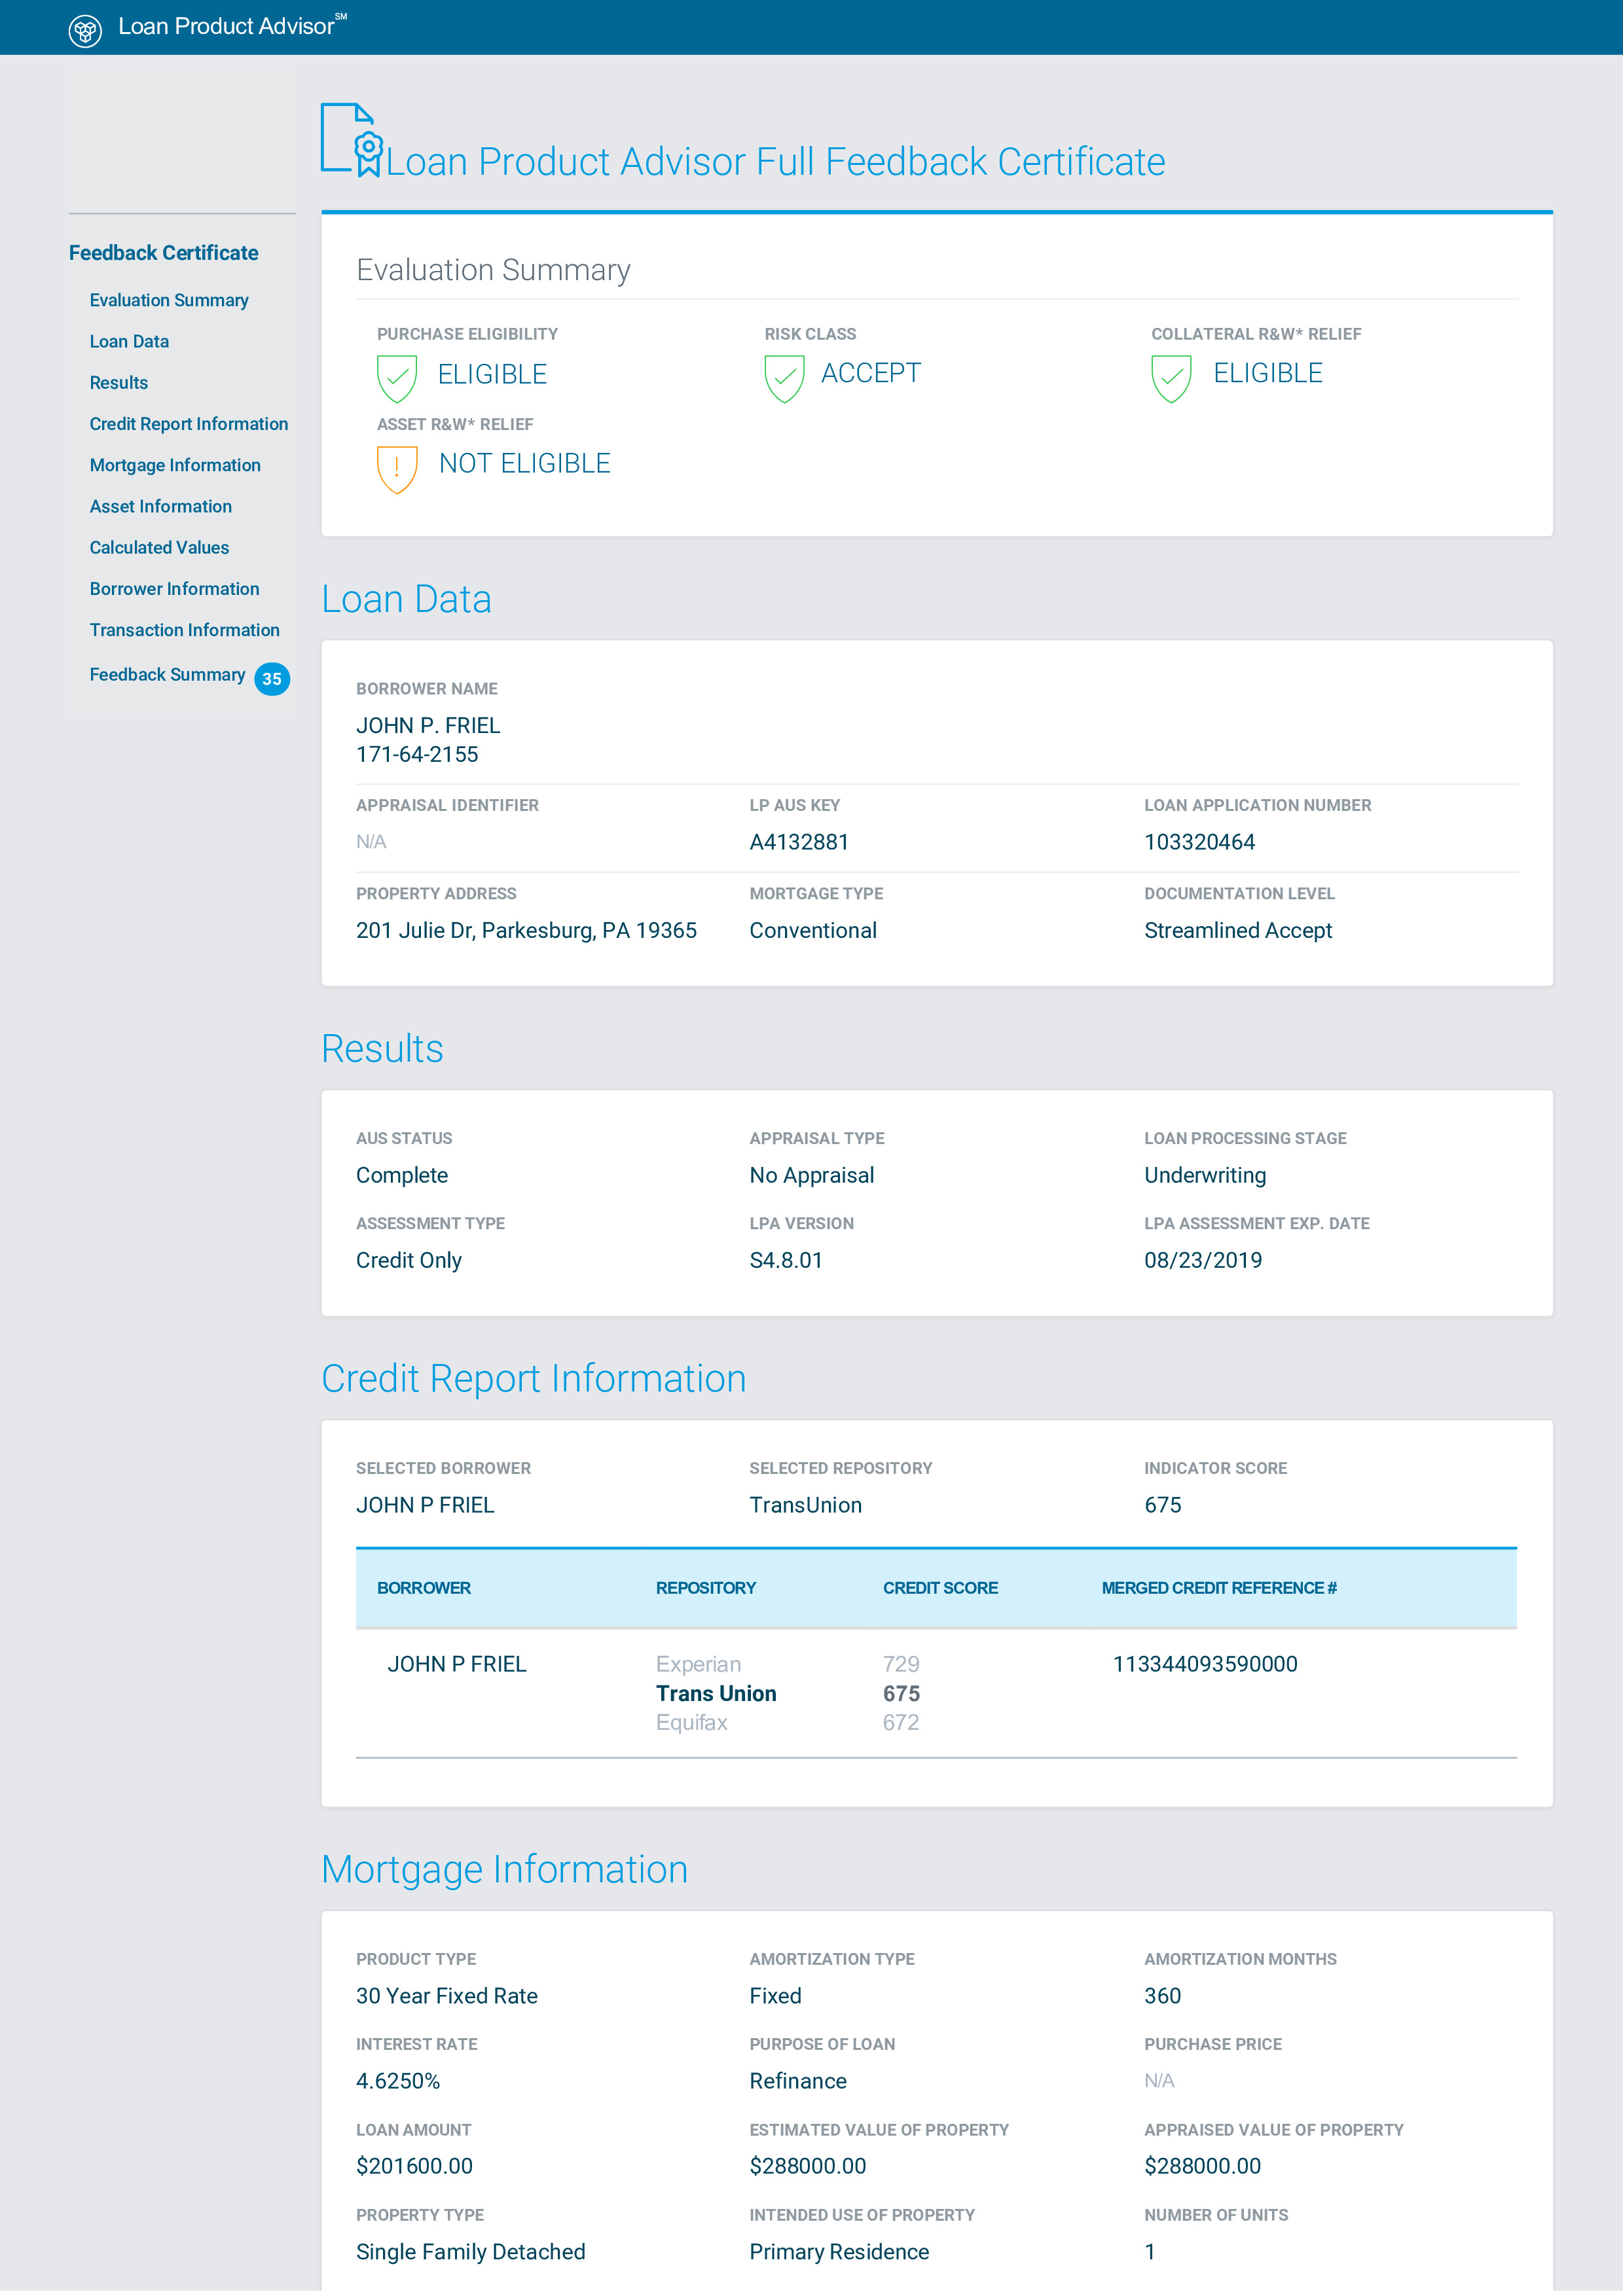 Loan Product Advisor℠
Loan Product Advisor Full Feedback Certificate
Feedback Certificate
Evaluation Summary
Loan Data
Results
Credit Report Information
Mortgage Information
Asset Information
Calculated Values
Borrower Information
Transaction Information
Feedback Summary 35
Evaluation Summary
PURCHASE ELIGIBILITY RISK CLASS COLLATERAL R&W* RELIEF
ELIGIBLE ACCEPT ELIGIBLE
ASSET R&W* RELIEF
NOT ELIGIBLE
Loan Data
BORROWER NAME
JOHN P. FRIEL
171-64-2155
APPRAISAL IDENTIFIER LP AUS KEY LOAN APPLICATION NUMBER
N/A A4132881 103320464
PROPERTY ADDRESS MORTGAGE TYPE DOCUMENTATION LEVEL
201 Julie Dr, Parkesburg, PA 19365 Conventional Streamlined Accept
Results
AUS STATUS APPRAISAL TYPE LOAN PROCESSING STAGE
Complete No Appraisal Underwriting
ASSESSMENT TYPE LPA VERSION LPA ASSESSMENT EXP. DATE
Credit Only S4.8.01 08/23/2019
Credit Report Information
SELECTED BORROWER SELECTED REPOSITORY INDICATOR SCORE
JOHN P FRIEL TransUnion 675
BORROWER REPOSITORY CREDIT SCORE MERGED CREDIT REFERENCE #
JOHN P FRIEL Experian 729 113344093590000
Trans Union 675
Equifax 672
Mortgage Information
PRODUCT TYPE AMORTIZATION TYPE AMORTIZATION MONTHS
30 Year Fixed Rate Fixed 360
INTEREST RATE PURPOSE OF LOAN PURCHASE PRICE
4.6250% Refinance N/A
LOAN AMOUNT ESTIMATED VALUE OF PROPERTY APPRAISED VALUE OF PROPERTY
$201600.00 $288000.00 $288000.00
PROPERTY TYPE INTENDED USE OF PROPERTY NUMBER OF UNITS
Single Family Detached Primary Residence 1